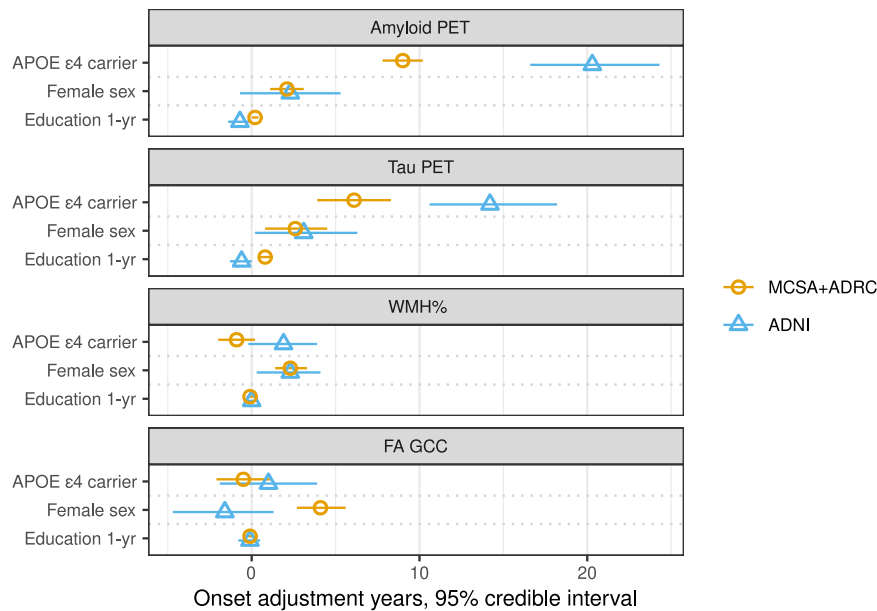 Amyloid PET
APOE ε4 carrier
Female sex
Education 1-yr
Tau PET
APOE ε4 carrier
Female sex
Education 1-yr
WMH%
APOE ε4 carrier
Female sex
Education 1-yr
FA GCC
APOE ε4 carrier
Female sex
Education 1-yr
0 10 20
Onset adjustment years, 95% credible interval
MCSA+ADRC
ADNI